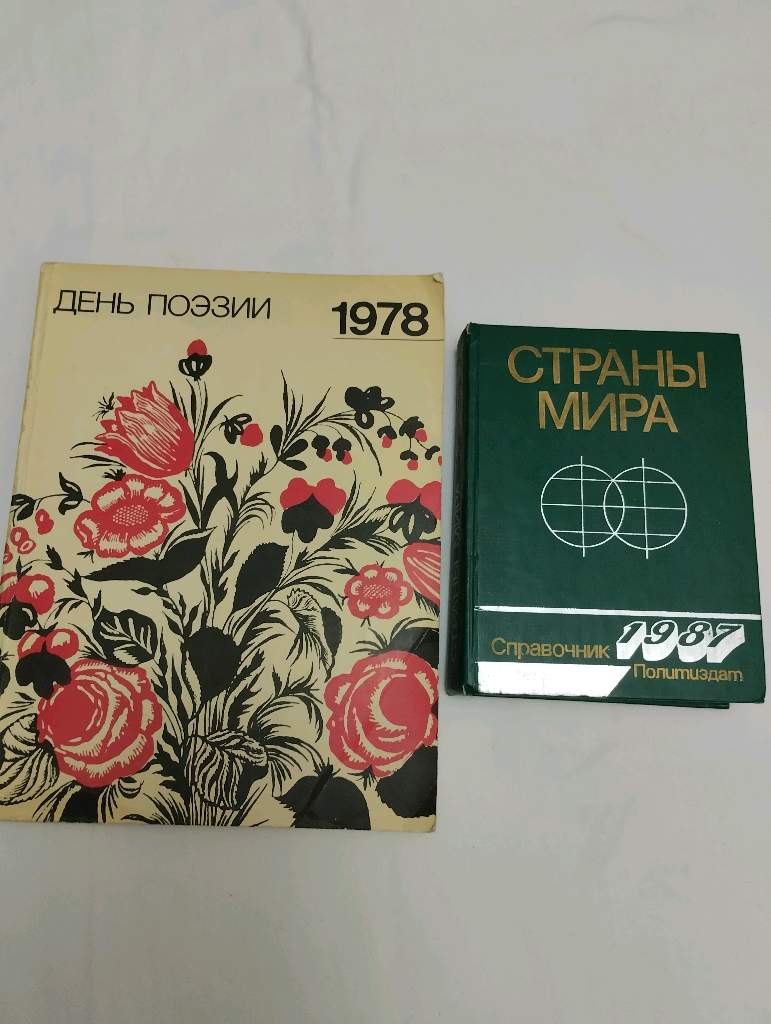 ДЕНЬ ПОЭЗИИ
1978
СТРАНЫ
МИРА
Справочник
1987
Политиздат